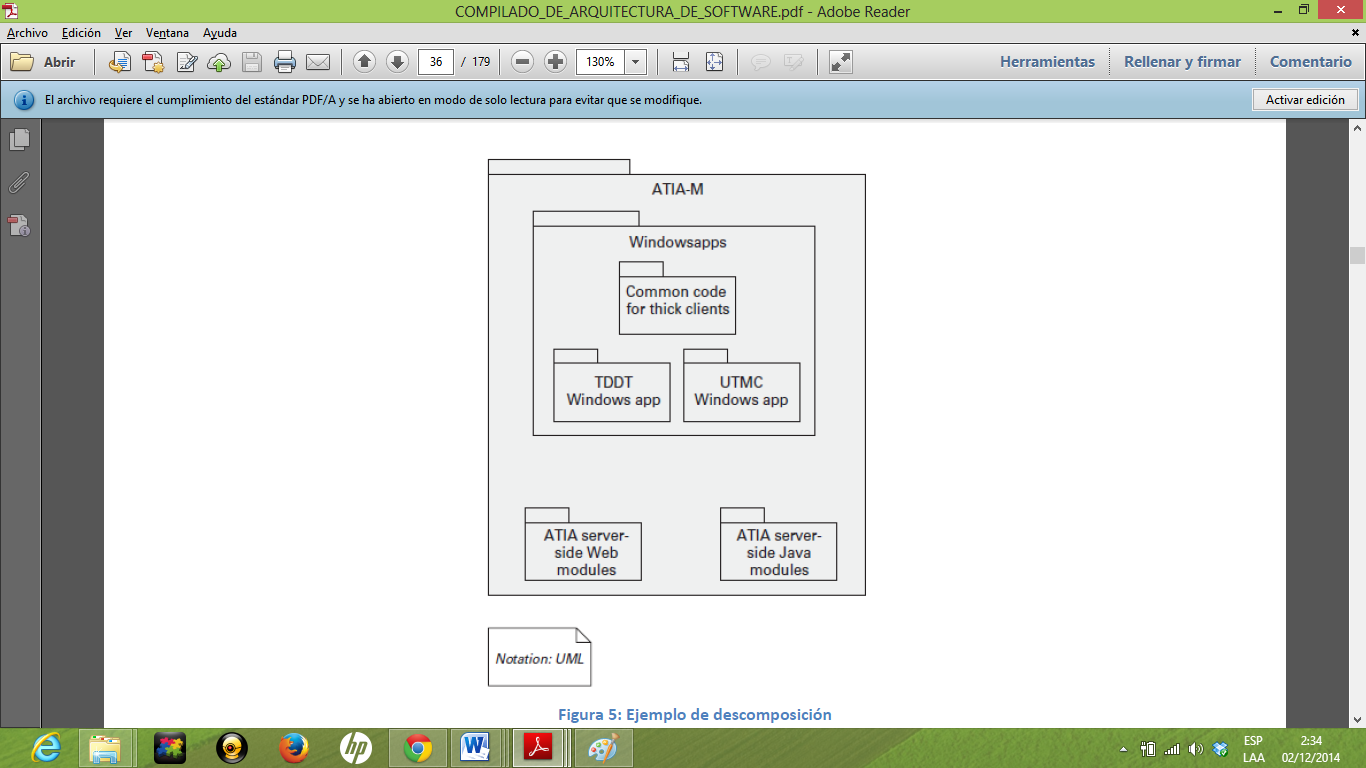 COMPILADO_DE_ARQUITECTURA_DE_SOFTWARE.pdf - Adobe Reader
Archivo Edición Ver Ventana Ayuda
Abrir 36 / 179 130% Herramientas Rellenar y firmar Comentario
El archivo requiere el cumplimiento del estándar PDF/A y se ha abierto en modo de solo lectura para evitar que se modifique. Activar edición
ATIA-M
Windowsapps
Common code
for thick clients
TDDT
Windows app
UTMC
Windows app
ATIA server-
side Web
modules
ATIA server-
side Java
modules
Notation: UML
Figura 5: Ejemplo de descomposición
ESP
LAA
2:34
02/12/2014